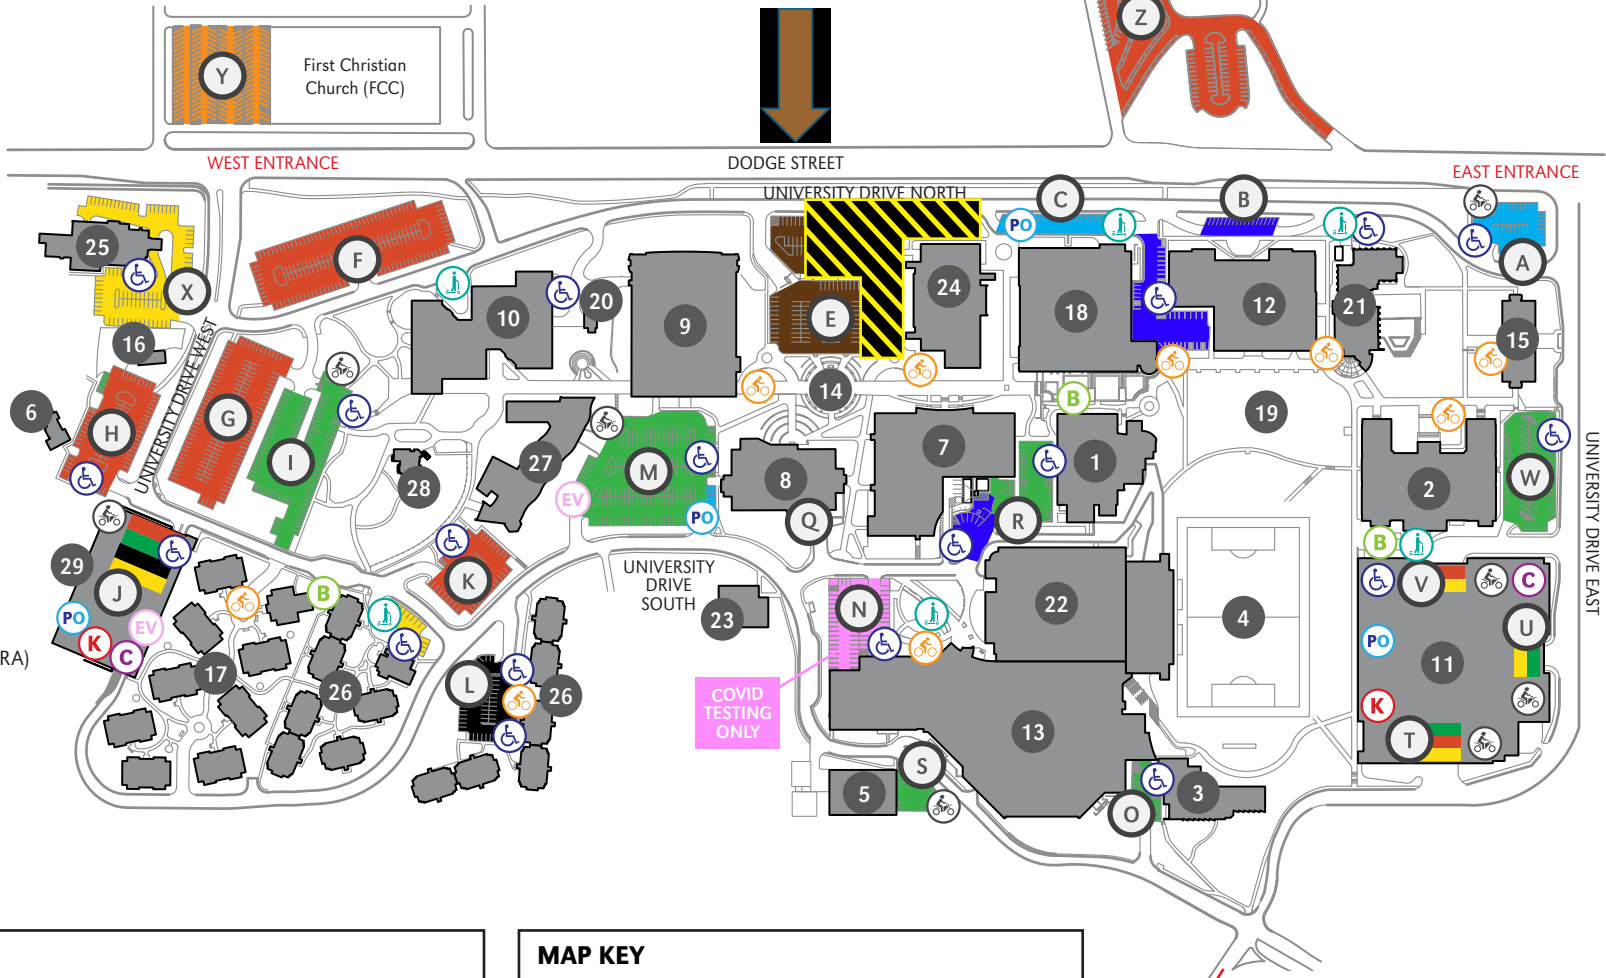 Z
Y
First Christian
Church (FCC)
WEST ENTRANCE
DODGE STREET
EAST ENTRANCE
UNIVERSITY DRIVE NORTH
C
B
PO
A
25
X
F
E
24
18
12
21
15
10
20
9
16
UNIVERSITY DRIVE WEST
14
B
6
H
G
I
19
27
28
M
EV
PO
8
Q
7
1
R
2
W
UNIVERSITY DRIVE EAST
29
J
PO
K
EV
C
B
17
26
K
UNIVERSITY
DRIVE
SOUTH
23
N
22
4
B
V
C
PO
U
11
K
T
RA)
L
26
COVID
TESTING
ONLY
13
S
5
O
3
MAP KEY